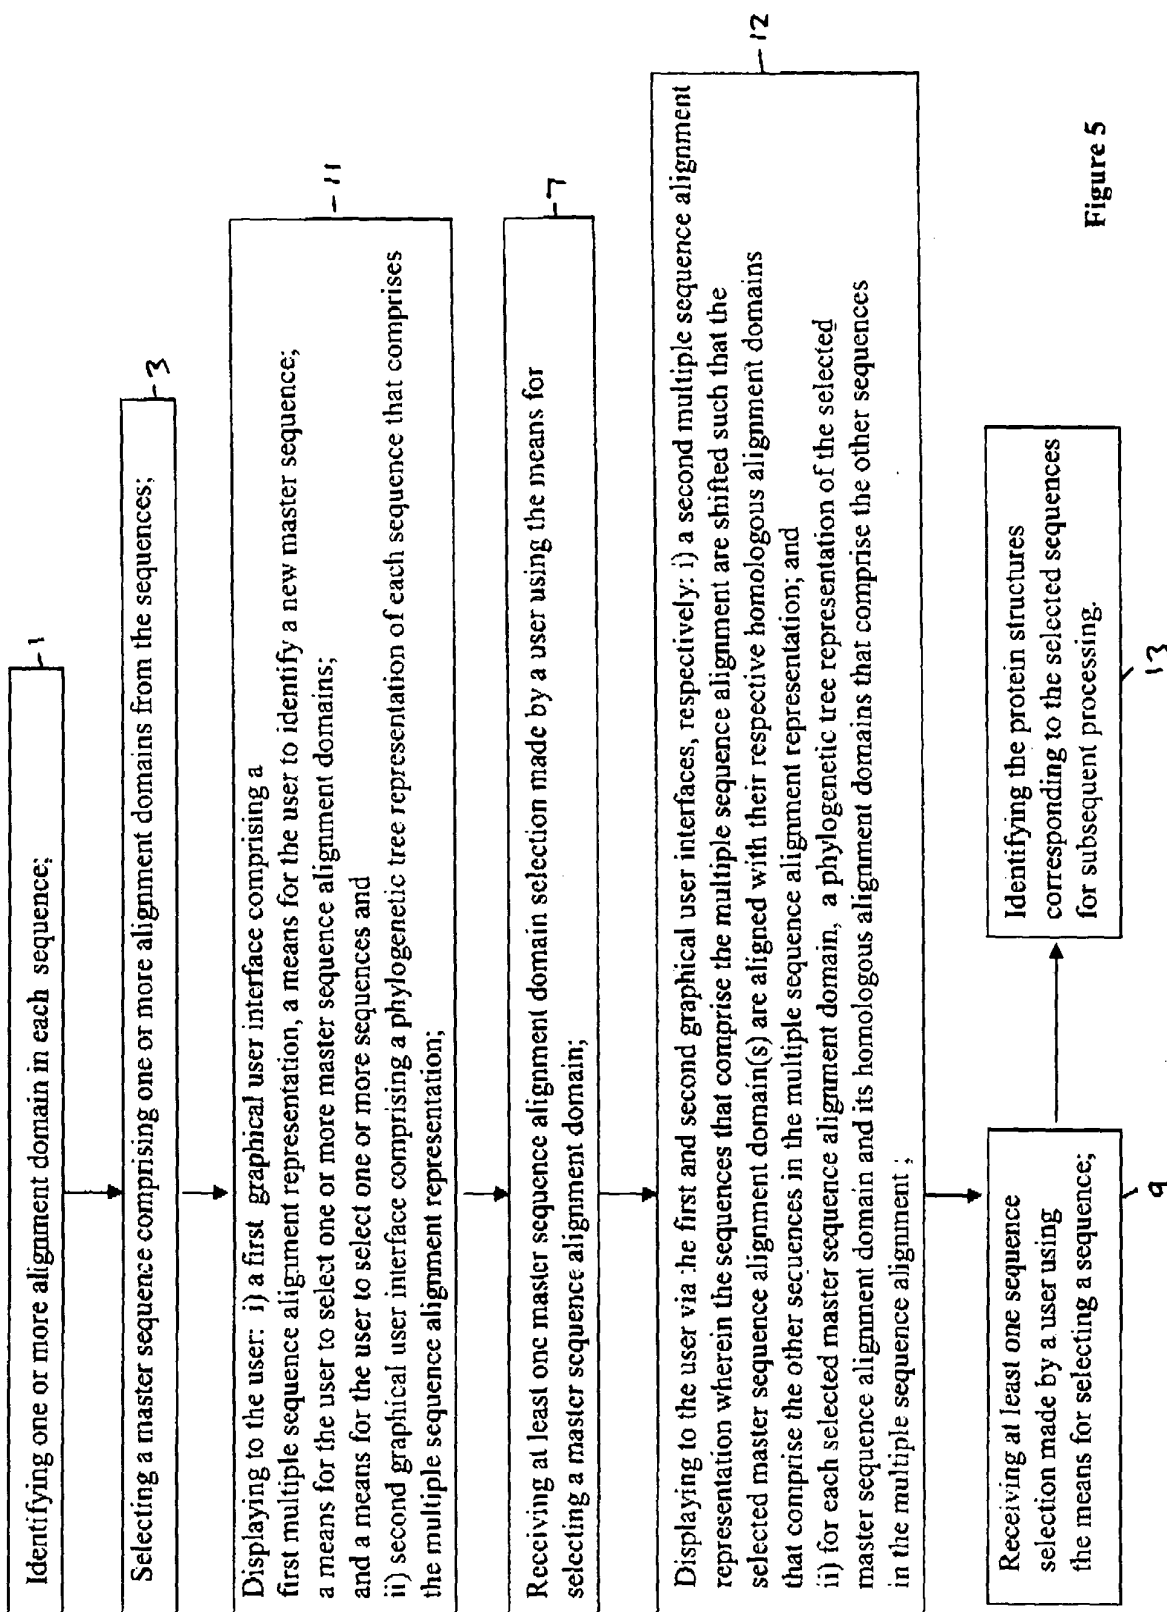 Identifying one or more alignment domain in each sequence;
1
Selecting a master sequence comprising one or more alignment domains from the sequences;
3
Displaying to the user: i) a first graphical user interface comprising a
first multiple sequence alignment representation, a means for the user to identify a new master sequence;
a means for the user to select one or more master sequence alignment domains;
and a means for the user to select one or more sequences and
ii) second graphical user interface comprising a phylogenetic tree representation of each sequence that comprises
the multiple sequence alignment representation;
11
Receiving at least one master sequence alignment domain selection made by a user using the means for
selecting a master sequence alignment domain;
7
Displaying to the user via the first and second graphical user interfaces, respectively: i) a second multiple sequence alignment
representation wherein the sequences that comprise the multiple sequence alignment are shifted such that the
selected master sequence alignment domain(s) are aligned with their respective homologous alignment domains
that comprise the other sequences in the multiple sequence alignment representation; and
ii) for each selected master sequence alignment domain, a phylogenetic tree representation of the selected
master sequence alignment domain and its homologous alignment domains that comprise the other sequences
in the multiple sequence alignment ;
12
Receiving at least one sequence
selection made by a user using
the means for selecting a sequence;
9
Identifying the protein structures
corresponding to the selected sequences
for subsequent processing.
13
Figure 5